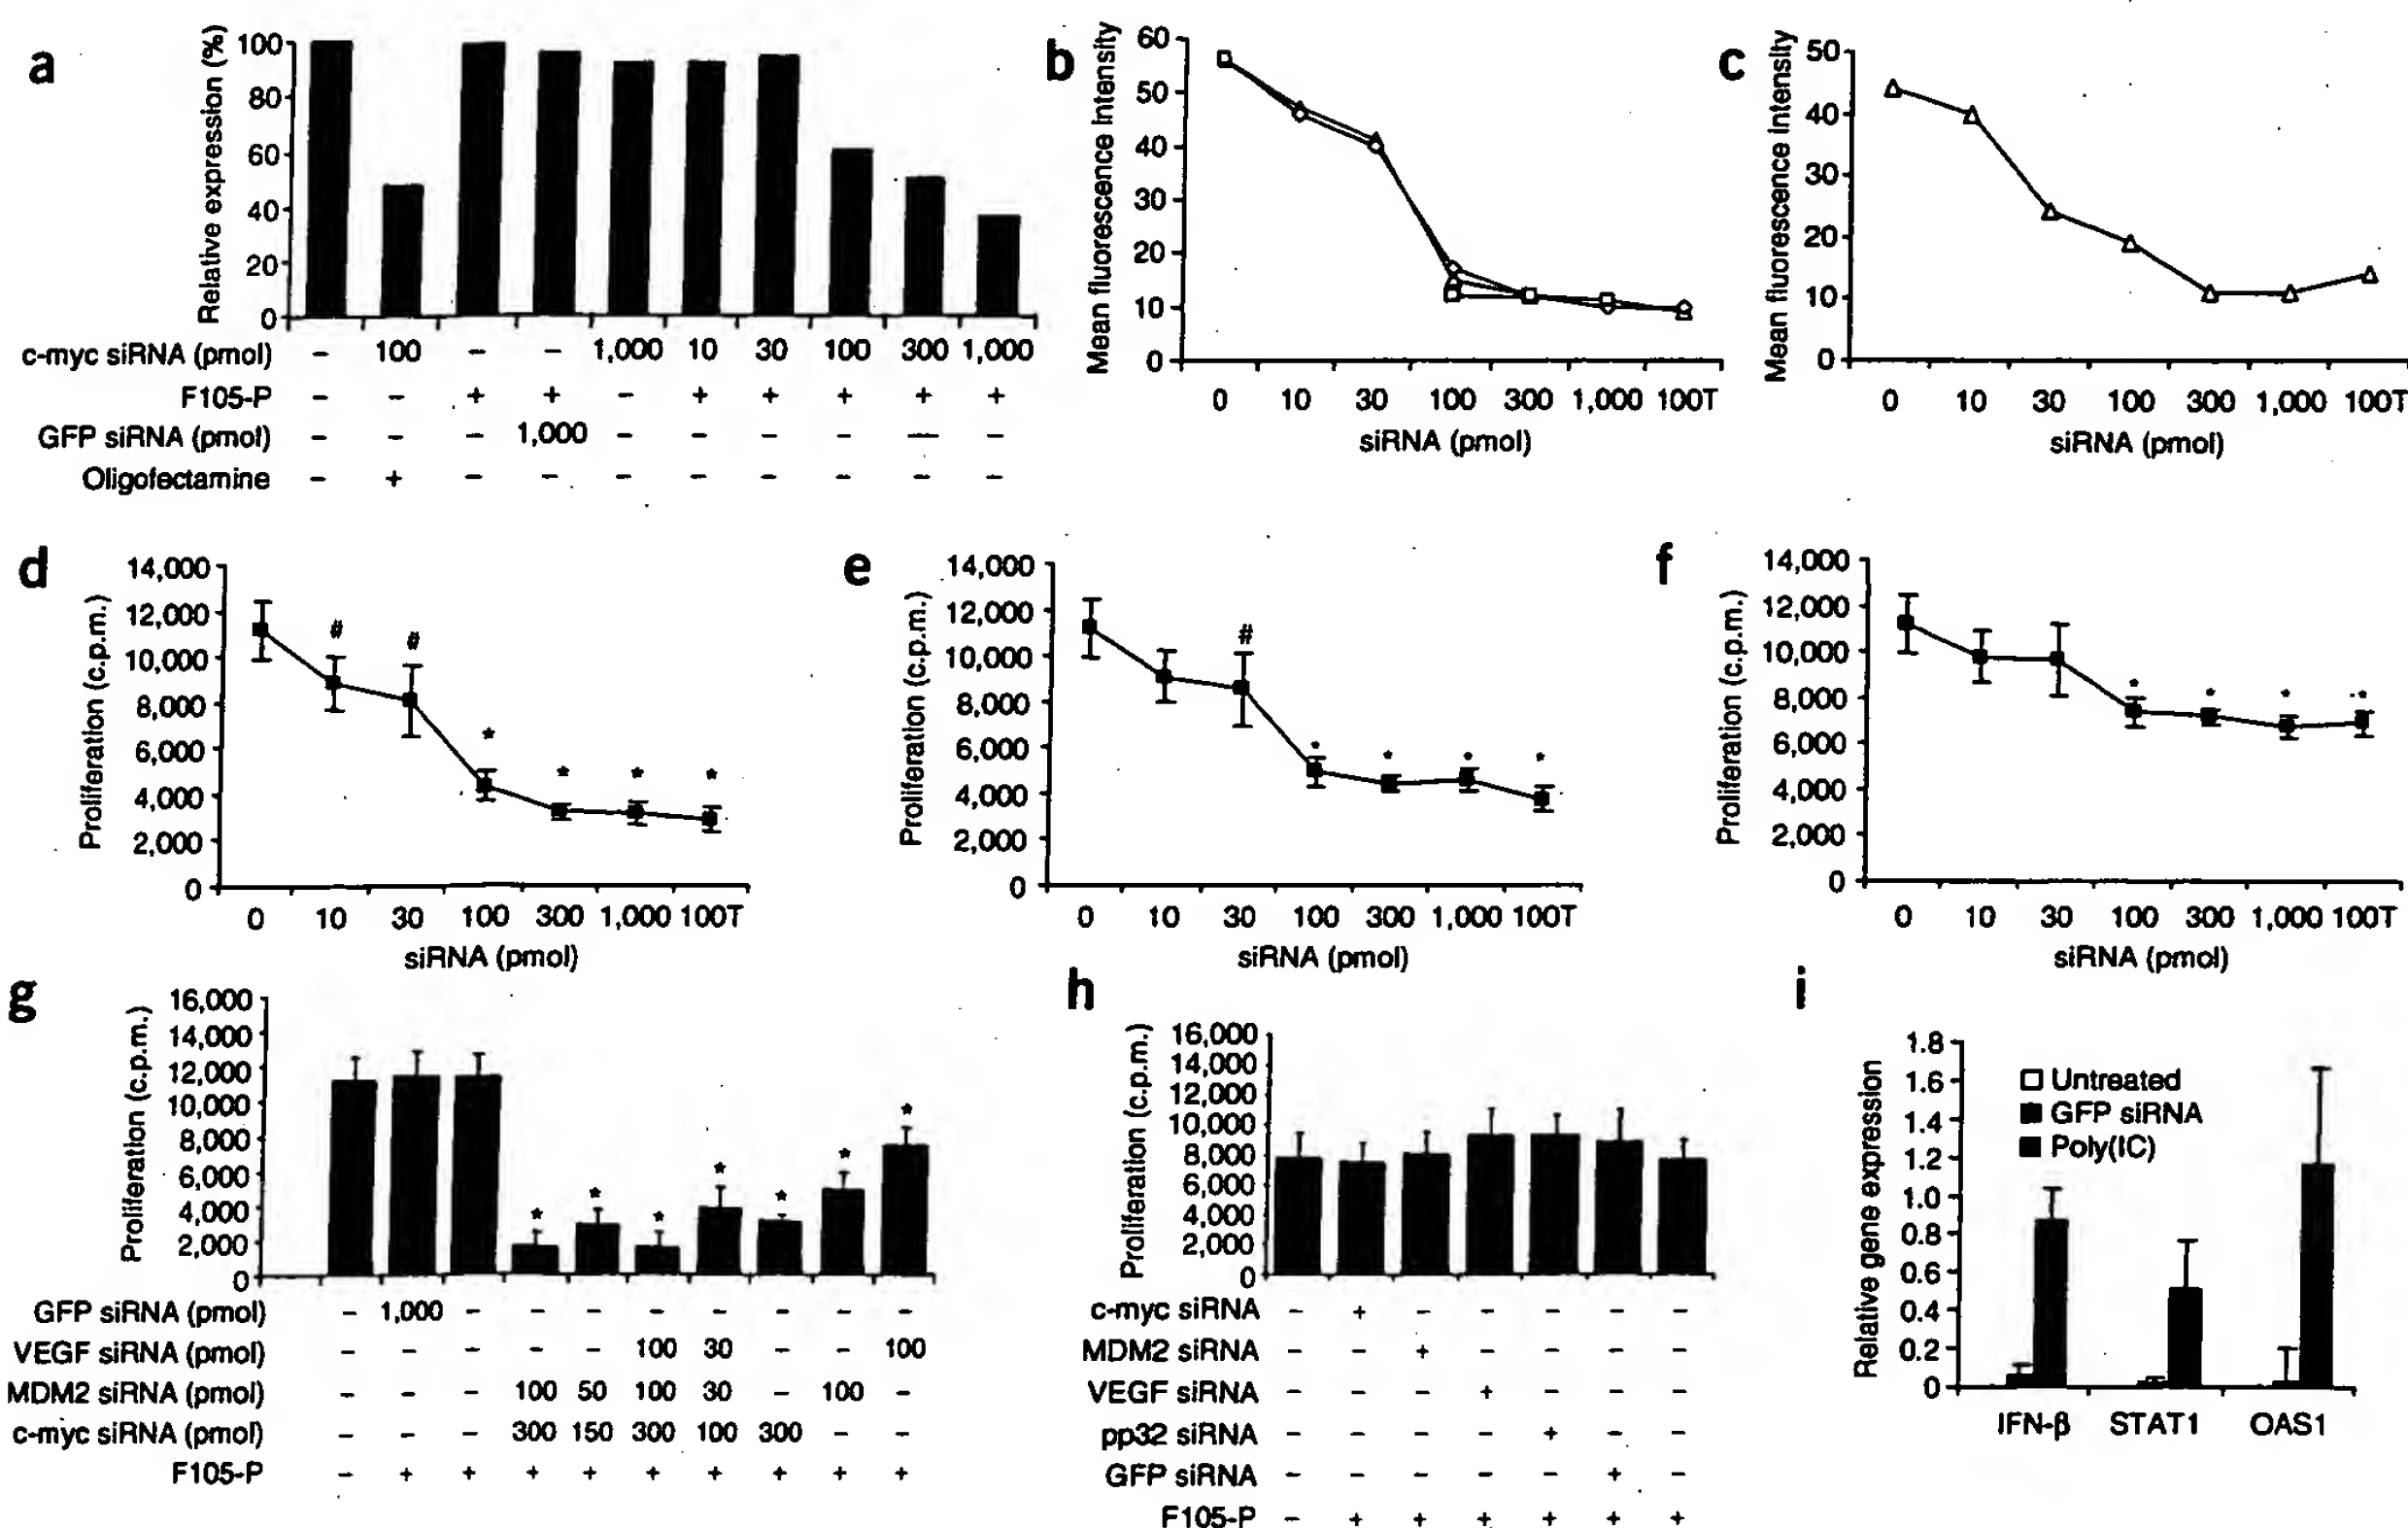 a
Relative expression (%)
100
80
60
40
20
0
c-myc siRNA (pmol) – 100 – – 1,000 10 30 100 300 1,000
F105-P – – + + – + + + + +
GFP siRNA (pmol) – – – 1,000 – – – – — –
Oligofectamine – + – – – – – – – –
b
Mean fluorescence Intensity
60
50
40
30
20
10
0
0 10 30 100 300 1,000 100T
siRNA (pmol)
c
Mean fluorescence intensity
50
40
30
20
10
0
0 10 30 100 300 1,000 100T
siRNA (pmol)
d
Proliferation (c.p.m.)
14,000
12,000
10,000
8,000
6,000
4,000
2,000
0
# # * * * *
0 10 30 100 300 1,000 100T
siRNA (pmol)
e
Proliferation (c.p.m.)
14,000
12,000
10,000
8,000
6,000
4,000
2,000
0
# * * * *
0 10 30 100 300 1,000 100T
siRNA (pmol)
f
Proliferation (c.p.m.)
14,000
12,000
10,000
8,000
6,000
4,000
2,000
0
* * * *
0 10 30 100 300 1,000 100T
siRNA (pmol)
g
Proliferation (c.p.m.)
16,000
14,000
12,000
10,000
8,000
6,000
4,000
2,000
0
* * * * * * *
GFP siRNA (pmol) – 1,000 – – – – – – – –
VEGF siRNA (pmol) – – – – – 100 30 – – 100
MDM2 siRNA (pmol) – – – 100 50 100 30 – 100 –
c-myc siRNA (pmol) – – – 300 150 300 100 300 – –
F105-P – + + + + + + + + +
h
Proliferation (c.p.m.)
16,000
14,000
12,000
10,000
8,000
6,000
4,000
2,000
0
c-myc siRNA – + – – – – –
MDM2 siRNA – – + – – – –
VEGF siRNA – – – + – – –
pp32 siRNA – – – – + – –
GFP siRNA – – – – – + –
F105-P – + + + + + +
i
Relative gene expression
1.8
1.6
1.4
1.2
1.0
0.8
0.6
0.4
0.2
0
Untreated
GFP siRNA
Poly(IC)
IFN-β STAT1 OAS1